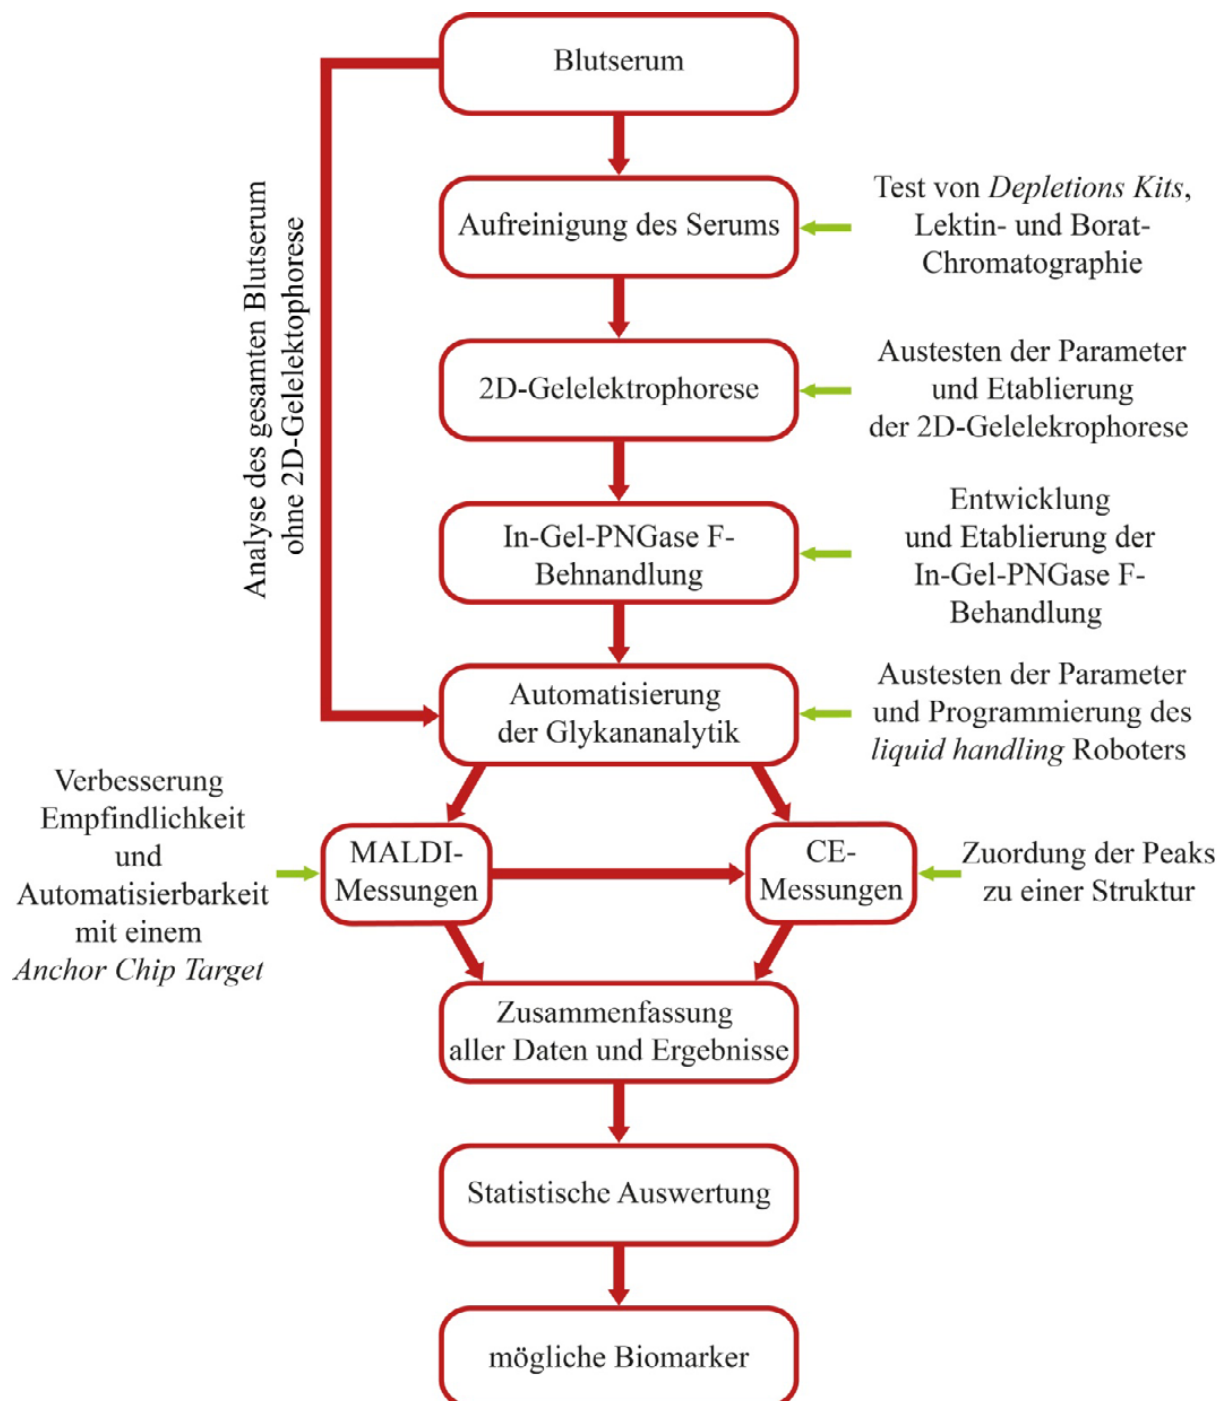 Blutserum
Analyse des gesamten Blutserum
ohne 2D-Gelelektophorese
Aufreinigung des Serums
Test von Depletions Kits,
Lektin- und Borat-
Chromatographie
2D-Gelelektrophorese
Austesten der Parameter
und Etablierung
der 2D-Gelelekrophorese
In-Gel-PNGase F-
Behnandlung
Entwicklung
und Etablierung der
In-Gel-PNGase F-
Behandlung
Automatisierung
der Glykananalytik
Austesten der Parameter
und Programmierung des
liquid handling Roboters
Verbesserung
Empfindlichkeit
und
Automatisierbarkeit
mit einem
Anchor Chip Target
MALDI-
Messungen
CE-
Messungen
Zuordung der Peaks
zu einer Struktur
Zusammenfassung
aller Daten und Ergebnisse
Statistische Auswertung
mögliche Biomarker